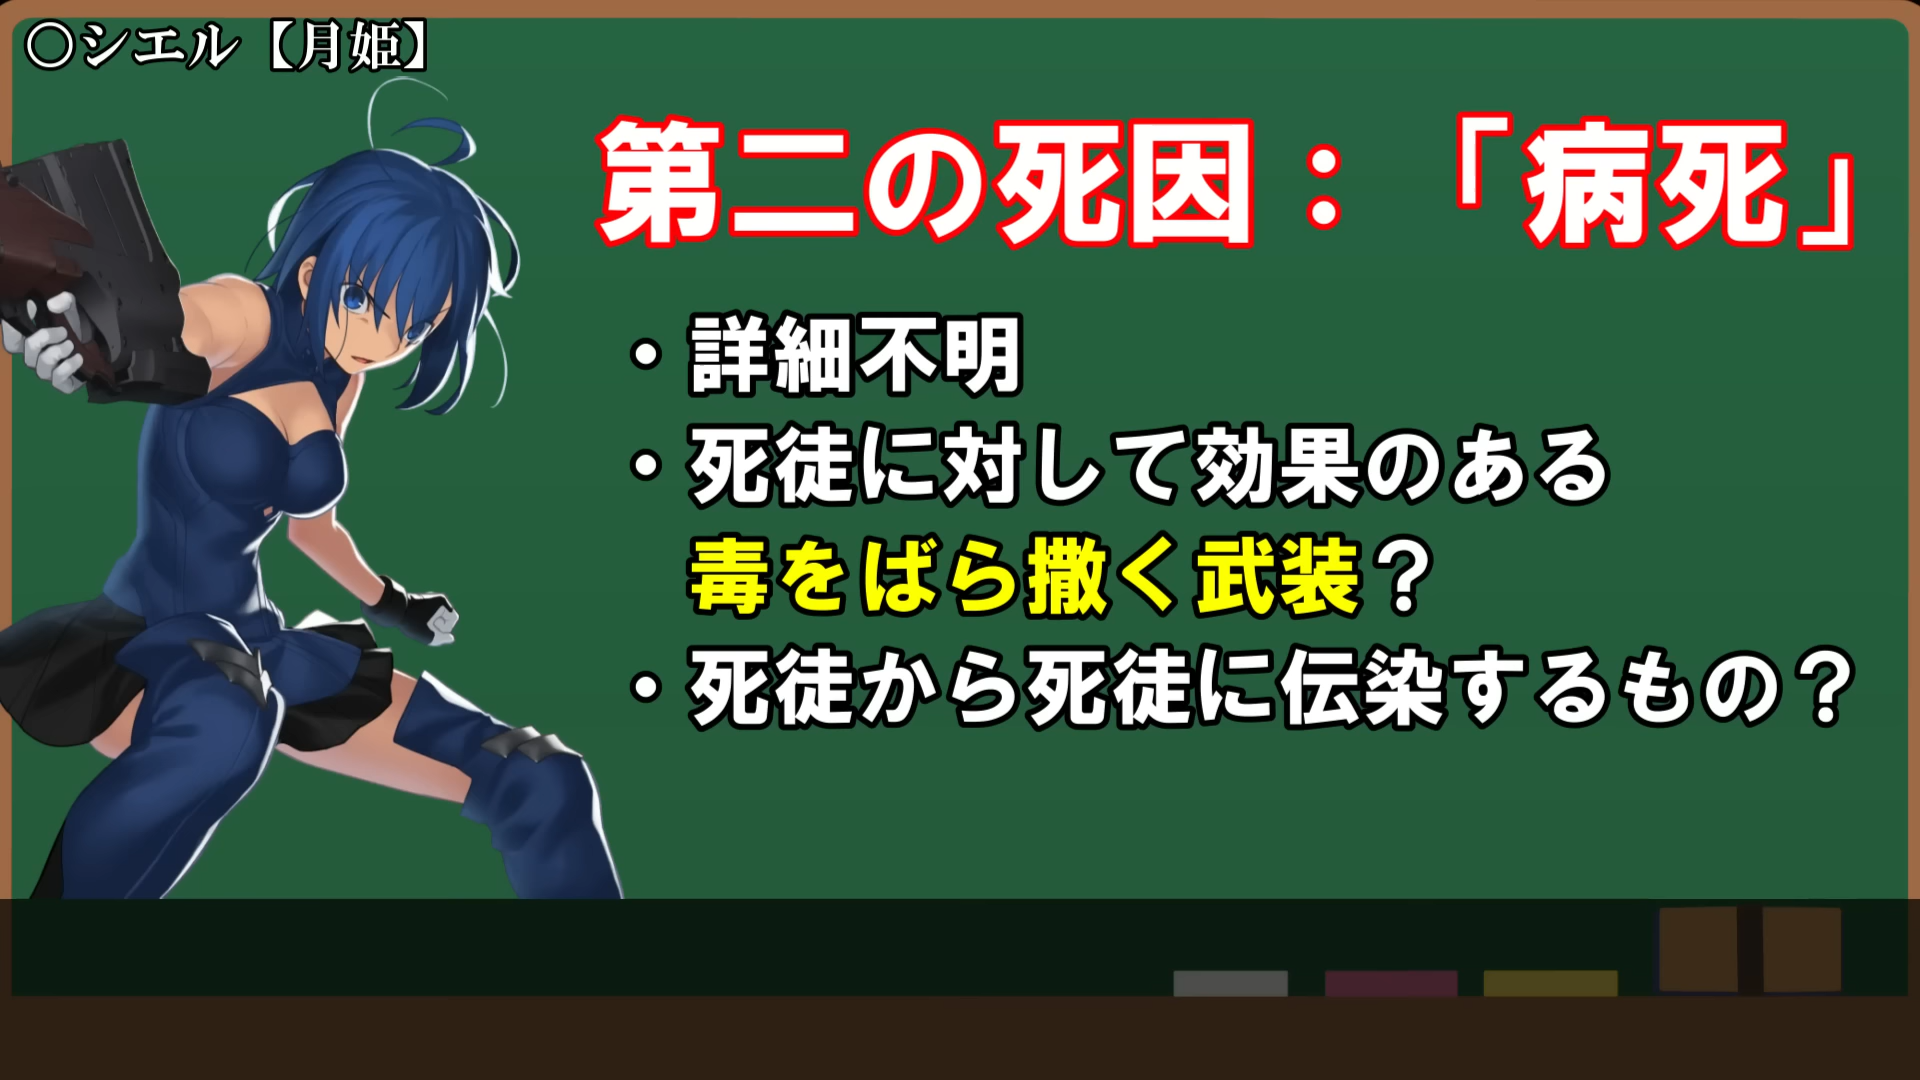 〇シエル【月姫】
第二の死因：「病死」
・詳細不明
・死徒に対して効果のある
毒をばら撒く武装？
・死徒から死徒に伝染するもの？